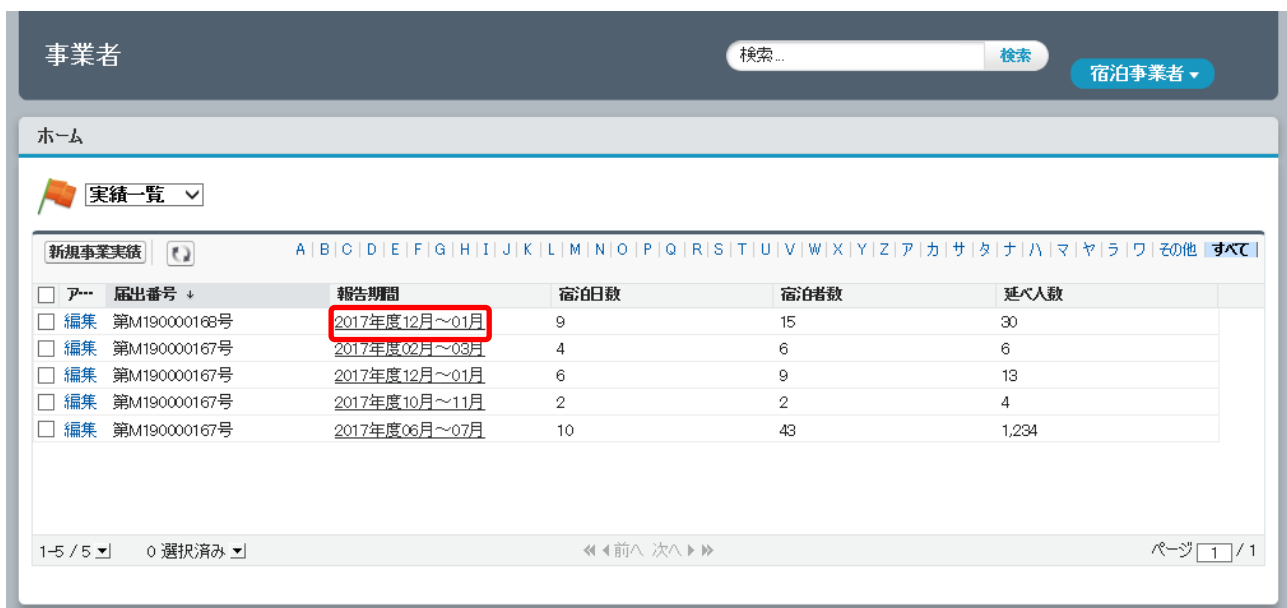 事業者
検索...
検索
宿泊事業者
ホーム
実績一覧
新規事業実績 A | B | C | D | E | F | G | H | I | J | K | L | M | N | O | P | Q | R | S | T | U | V | W | X | Y | Z | ア | カ | サ | タ | ナ | ハ | マ | ヤ | ラ | ワ | その他 | すべて |
ア… 届出番号 ↓ 報告期間 宿泊日数 宿泊者数 延べ人数
編集 第M190000168号 2017年度12月～01月 9 15 30
編集 第M190000167号 2017年度02月～03月 4 6 6
編集 第M190000167号 2017年度12月～01月 6 9 13
編集 第M190000167号 2017年度10月～11月 2 2 4
編集 第M190000167号 2017年度06月～07月 10 43 1,234
1-5 / 5 0 選択済み 前へ 次へ ページ 1 / 1